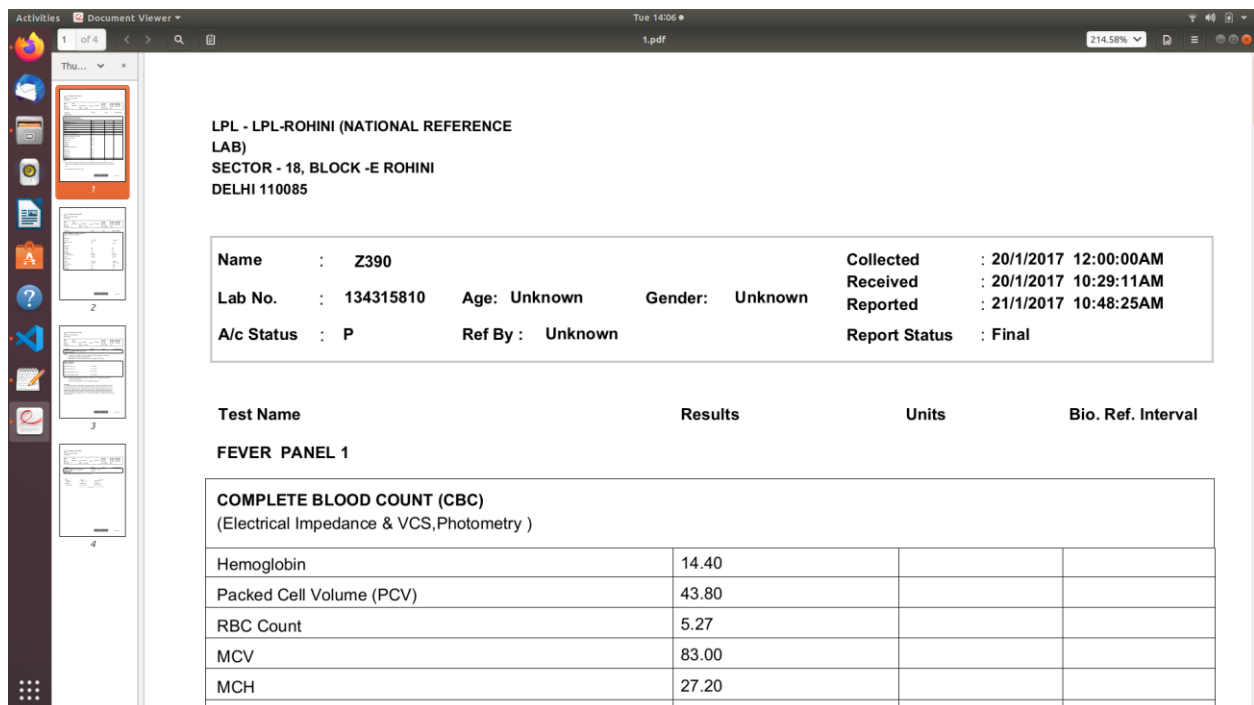 Activities Document Viewer Tue 14:06
1 of 4 1.pdf 214.58%
Thu...
1
2
3
4
LPL - LPL-ROHINI (NATIONAL REFERENCE
LAB)
SECTOR - 18, BLOCK -E ROHINI
DELHI 110085
Name : Z390 Collected : 20/1/2017 12:00:00AM
Received : 20/1/2017 10:29:11AM
Lab No. : 134315810 Age: Unknown Gender: Unknown Reported : 21/1/2017 10:48:25AM
A/c Status : P Ref By : Unknown Report Status : Final
Test Name Results Units Bio. Ref. Interval
FEVER PANEL 1
COMPLETE BLOOD COUNT (CBC)
(Electrical Impedance & VCS,Photometry )
Hemoglobin 14.40
Packed Cell Volume (PCV) 43.80
RBC Count 5.27
MCV 83.00
MCH 27.20